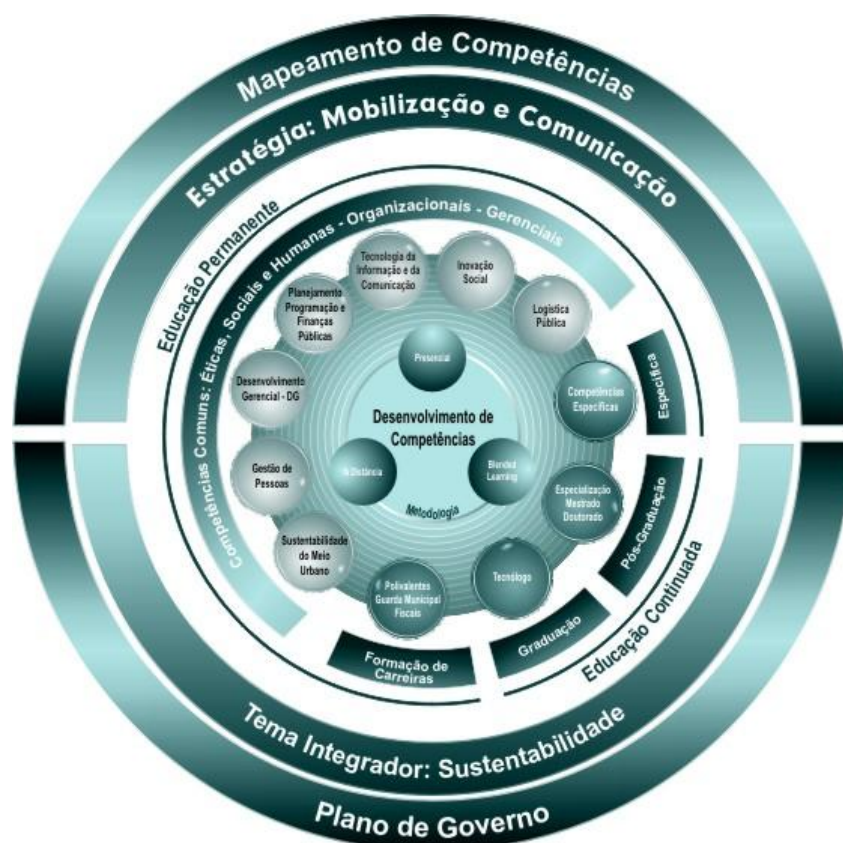 Mapeamento de Competências
Estratégia: Mobilização e Comunicação
Educação Permanente
Competências Comuns: Éticas, Sociais e Humanas - Organizacionais - Gerenciais
Tecnologia da
Informação e da
Comunicação
Inovação
Social
Logística
Pública
Planejamento
Programação e
Finanças
Públicas
Desenvolvimento
Gerencial - DG
Gestão de
Pessoas
Sustentabilidade
do Meio
Urbano
Presencial
Desenvolvimento de
Competências
Distância
Blended
Learning
Metodologia
Competências
Específicas
Específica
Especialização
Mestrado
Doutorado
Pós-Graduação
Tecnólogo
Graduação
Polivalentes
Guarda Municipal
Fiscais
Formação de
Carreiras
Educação Continuada
Tema Integrador: Sustentabilidade
Plano de Governo